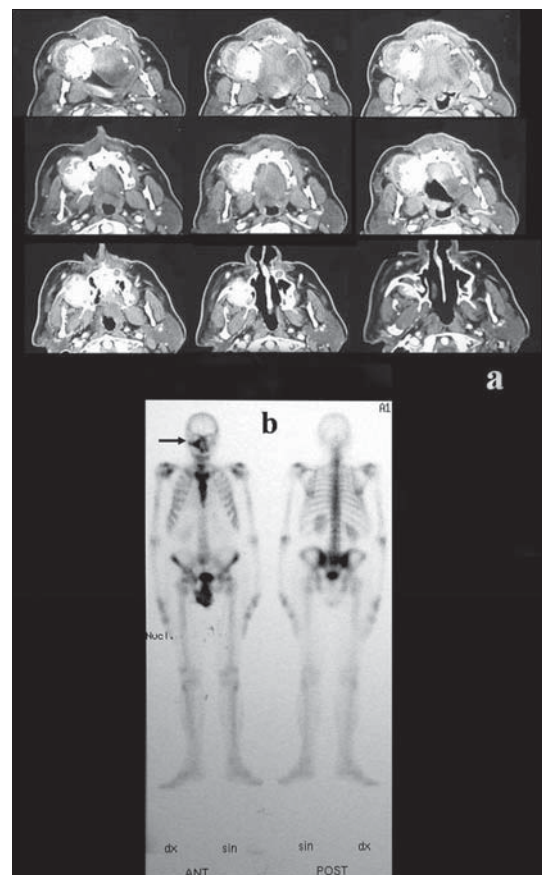 a
b
A1
Nucl.
dx sin sin dx
ANT POST